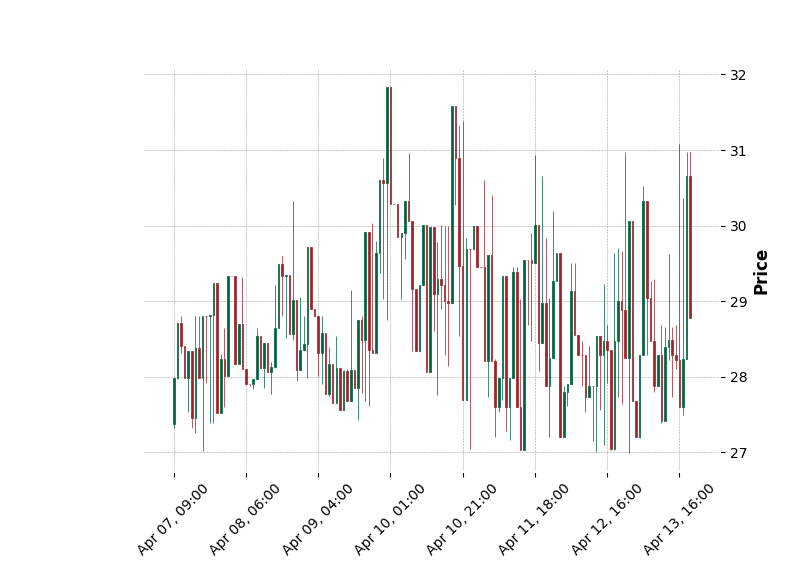 32
31
30
29
28
27
Price
Apr 07, 09:00
Apr 08, 06:00
Apr 09, 04:00
Apr 10, 01:00
Apr 10, 21:00
Apr 11, 18:00
Apr 12, 16:00
Apr 13, 16:00